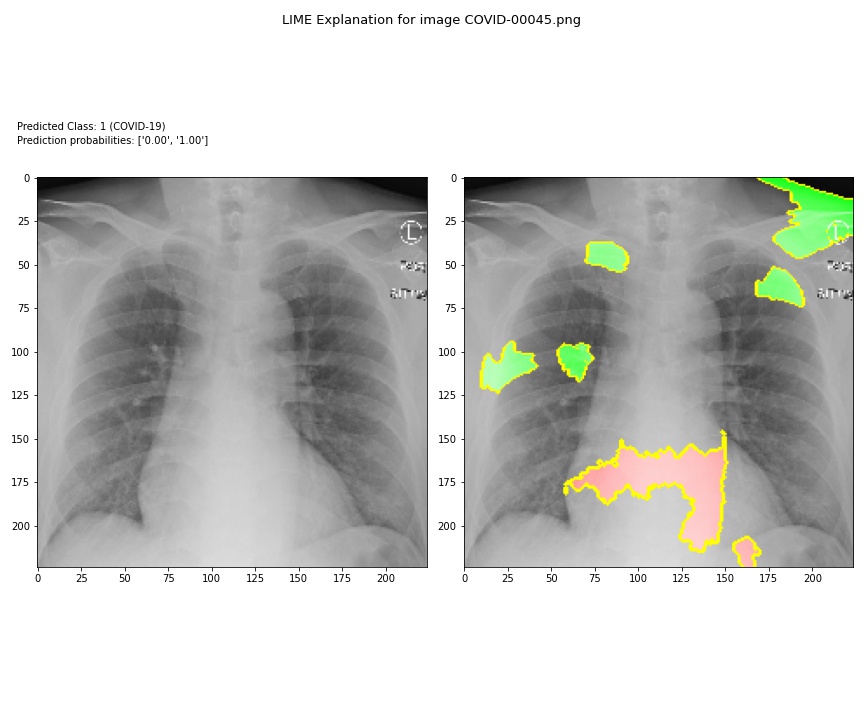 LIME Explanation for image COVID-00045.png
Predicted Class: 1 (COVID-19)
Prediction probabilities: ['0.00', '1.00']
0
25
50
75
100
125
150
175
200
0 25 50 75 100 125 150 175 200
L
0
25
50
75
100
125
150
175
200
0 25 50 75 100 125 150 175 200
L